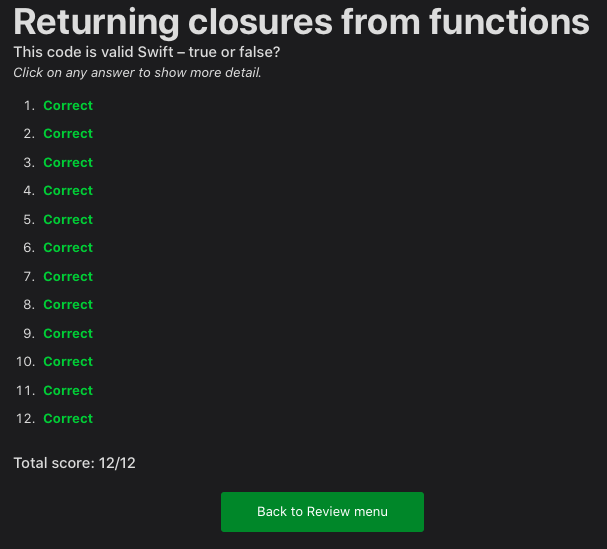 Returning closures from functions
This code is valid Swift – true or false?
Click on any answer to show more detail.
1. Correct
2. Correct
3. Correct
4. Correct
5. Correct
6. Correct
7. Correct
8. Correct
9. Correct
10. Correct
11. Correct
12. Correct
Total score: 12/12
Back to Review menu